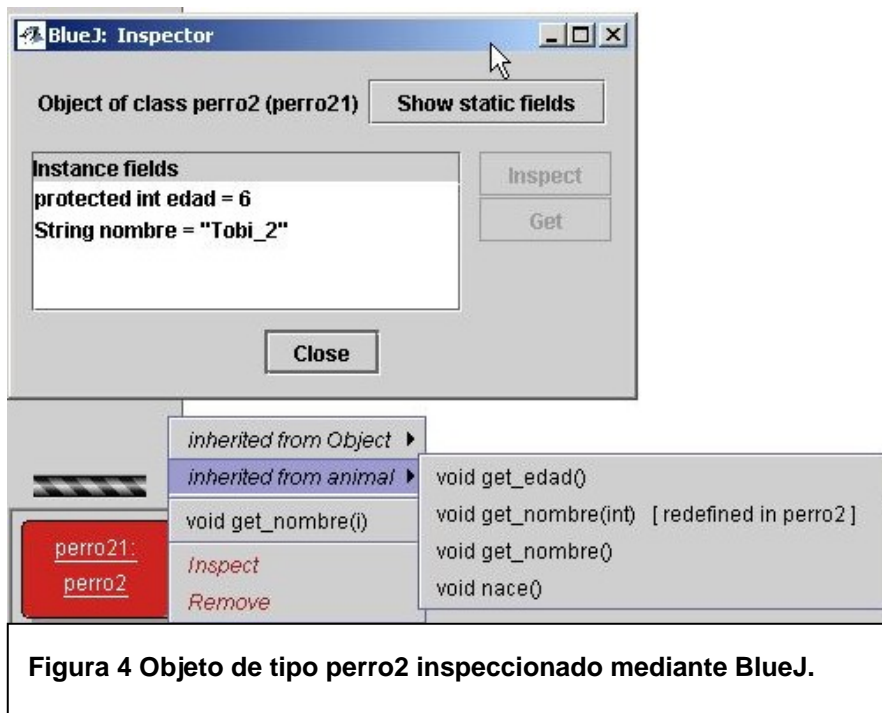 BlueJ: Inspector
Object of class perro2 (perro21)
Show static fields
Instance fields
protected int edad = 6
String nombre = "Tobi_2"
Inspect
Get
Close
inherited from Object
inherited from animal
void get_nombre(i)
Inspect
Remove
void get_edad()
void get_nombre(int) [ redefined in perro2 ]
void get_nombre()
void nace()
perro21:
perro2
Figura 4 Objeto de tipo perro2 inspeccionado mediante BlueJ.